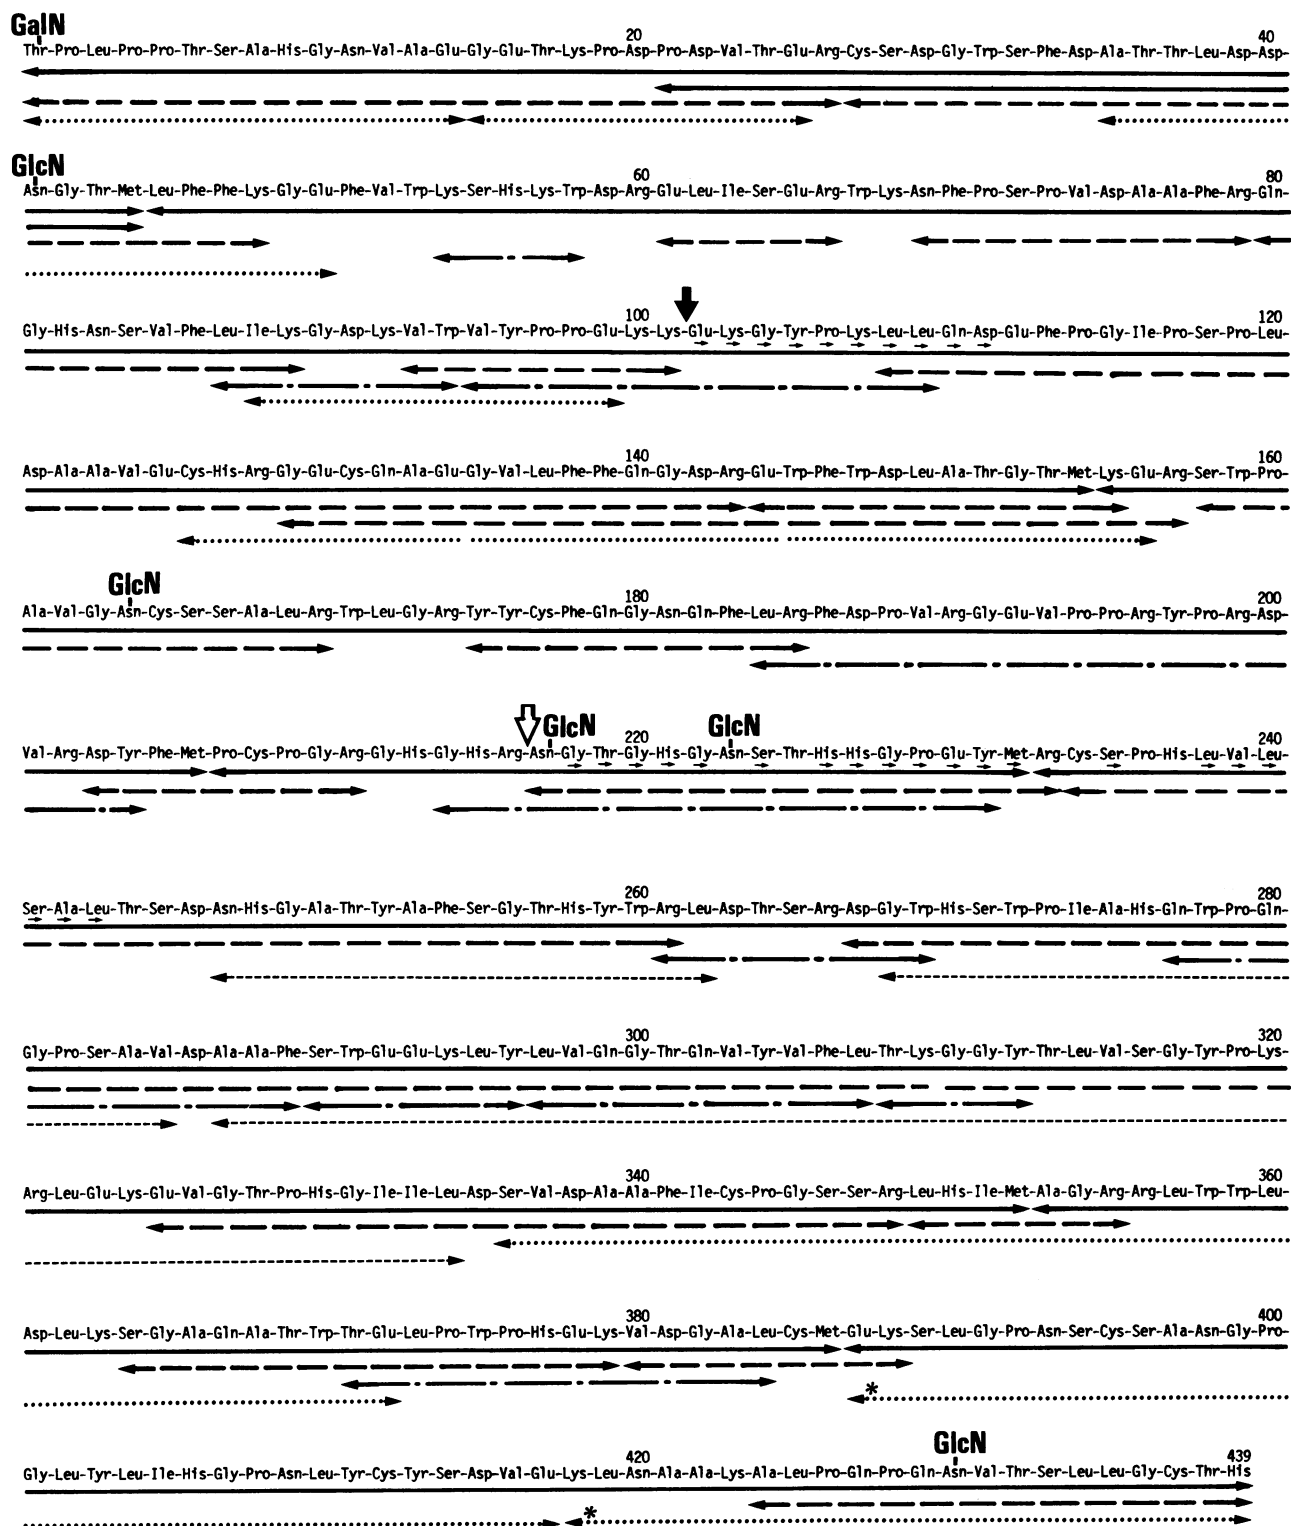 GalN
20 40
Thr-Pro-Leu-Pro-Pro-Thr-Ser-Ala-His-Gly-Asn-Val-Ala-Glu-Gly-Glu-Thr-Lys-Pro-Asp-Pro-Asp-Val-Thr-Glu-Arg-Cys-Ser-Asp-Gly-Trp-Ser-Phe-Asp-Ala-Thr-Thr-Leu-Asp-Asp-
GlcN
60 80
Asn-Gly-Thr-Met-Leu-Phe-Phe-Lys-Gly-Glu-Phe-Val-Trp-Lys-Ser-His-Lys-Trp-Asp-Arg-Glu-Leu-Ile-Ser-Glu-Arg-Trp-Lys-Asn-Phe-Pro-Ser-Pro-Val-Asp-Ala-Ala-Phe-Arg-Gln-
100 120
Gly-His-Asn-Ser-Val-Phe-Leu-Ile-Lys-Gly-Asp-Lys-Val-Trp-Val-Tyr-Pro-Pro-Glu-Lys-Lys-Glu-Lys-Gly-Tyr-Pro-Lys-Leu-Leu-Gln-Asp-Glu-Phe-Pro-Gly-Ile-Pro-Ser-Pro-Leu-
140 160
Asp-Ala-Ala-Val-Glu-Cys-His-Arg-Gly-Glu-Cys-Gln-Ala-Glu-Gly-Val-Leu-Phe-Phe-Gln-Gly-Asp-Arg-Glu-Trp-Phe-Trp-Asp-Leu-Ala-Thr-Gly-Thr-Met-Lys-Glu-Arg-Ser-Trp-Pro-
GlcN
180 200
Ala-Val-Gly-Asn-Cys-Ser-Ser-Ala-Leu-Arg-Trp-Leu-Gly-Arg-Tyr-Tyr-Cys-Phe-Gln-Gly-Asn-Gln-Phe-Leu-Arg-Phe-Asp-Pro-Val-Arg-Gly-Glu-Val-Pro-Pro-Arg-Tyr-Pro-Arg-Asp-
GlcN GlcN
220 240
Val-Arg-Asp-Tyr-Phe-Met-Pro-Cys-Pro-Gly-Arg-Gly-His-Gly-His-Arg-Asn-Gly-Thr-Gly-His-Gly-Asn-Ser-Thr-His-His-Gly-Pro-Glu-Tyr-Met-Arg-Cys-Ser-Pro-His-Leu-Val-Leu-
260 280
Ser-Ala-Leu-Thr-Ser-Asp-Asn-His-Gly-Ala-Thr-Tyr-Ala-Phe-Ser-Gly-Thr-His-Tyr-Trp-Arg-Leu-Asp-Thr-Ser-Arg-Asp-Gly-Trp-His-Ser-Trp-Pro-Ile-Ala-His-Gln-Trp-Pro-Gln-
300 320
Gly-Pro-Ser-Ala-Val-Asp-Ala-Ala-Phe-Ser-Trp-Glu-Glu-Lys-Leu-Tyr-Leu-Val-Gln-Gly-Thr-Gln-Val-Tyr-Val-Phe-Leu-Thr-Lys-Gly-Gly-Tyr-Thr-Leu-Val-Ser-Gly-Tyr-Pro-Lys-
340 360
Arg-Leu-Glu-Lys-Glu-Val-Gly-Thr-Pro-His-Gly-Ile-Ile-Leu-Asp-Ser-Val-Asp-Ala-Ala-Phe-Ile-Cys-Pro-Gly-Ser-Ser-Arg-Leu-His-Ile-Met-Ala-Gly-Arg-Arg-Leu-Trp-Trp-Leu-
380 400
Asp-Leu-Lys-Ser-Gly-Ala-Gln-Ala-Thr-Trp-Thr-Glu-Leu-Pro-Trp-Pro-His-Glu-Lys-Val-Asp-Gly-Ala-Leu-Cys-Met-Glu-Lys-Ser-Leu-Gly-Pro-Asn-Ser-Cys-Ser-Ala-Asn-Gly-Pro-
*
GlcN
420 439
Gly-Leu-Tyr-Leu-Ile-His-Gly-Pro-Asn-Leu-Tyr-Cys-Tyr-Ser-Asp-Val-Glu-Lys-Leu-Asn-Ala-Ala-Lys-Ala-Leu-Pro-Gln-Pro-Gln-Asn-Val-Thr-Ser-Leu-Leu-Gly-Cys-Thr-His
*